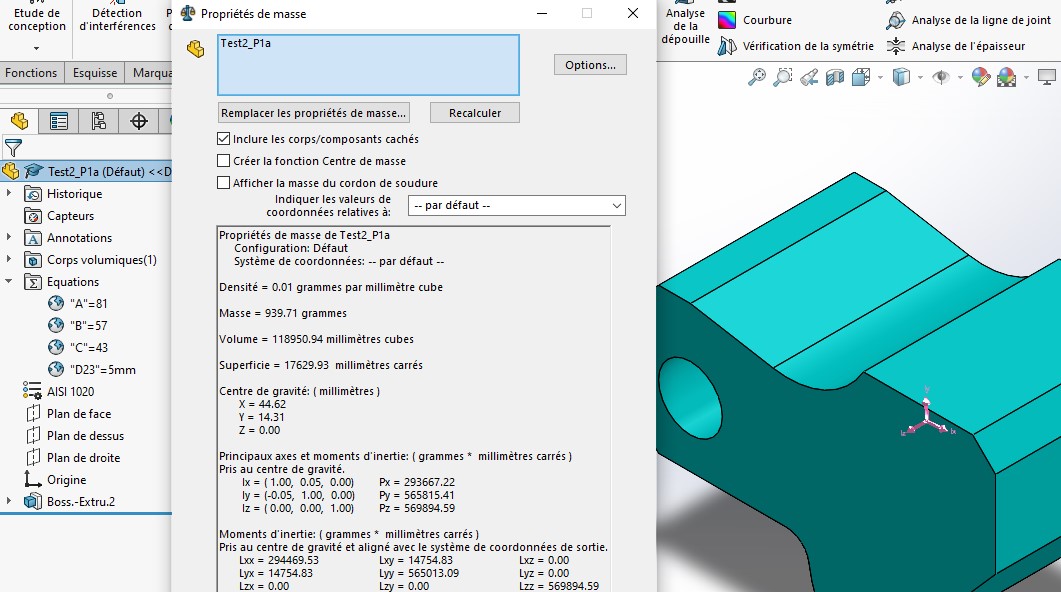 Etude de
conception
Détection
d'interférences
Fonctions
Esquisse
Marqua
Test2_P1a (Défaut) <<D
Historique
Capteurs
Annotations
Corps volumiques(1)
Equations
"A"=81
"B"=57
"C"=43
"D23"=5mm
AISI 1020
Plan de face
Plan de dessus
Plan de droite
Origine
Boss.-Extru.2
Propriétés de masse
Test2_P1a
Options...
Remplacer les propriétés de masse...
Recalculer
Inclure les corps/composants cachés
Créer la fonction Centre de masse
Afficher la masse du cordon de soudure
Indiquer les valeurs de
coordonnées relatives à:
-- par défaut --
Propriétés de masse de Test2_P1a
Configuration: Défaut
Système de coordonnées: -- par défaut --
Densité = 0.01 grammes par millimètre cube
Masse = 939.71 grammes
Volume = 118950.94 millimètres cubes
Superficie = 17629.93 millimètres carrés
Centre de gravité: ( millimètres )
X = 44.62
Y = 14.31
Z = 0.00
Principaux axes et moments d'inertie: ( grammes * millimètres carrés )
Pris au centre de gravité.
Ix = ( 1.00, 0.05, 0.00) Px = 293667.22
Iy = (-0.05, 1.00, 0.00) Py = 565815.41
Iz = ( 0.00, 0.00, 1.00) Pz = 569894.59
Moments d'inertie: ( grammes * millimètres carrés )
Pris au centre de gravité et aligné avec le système de coordonnées de sortie.
Lxx = 294469.53 Lxy = 14754.83 Lxz = 0.00
Lyx = 14754.83 Lyy = 565013.09 Lyz = 0.00
Lzx = 0.00 Lzy = 0.00 Lzz = 569894.59
Analyse
de la
dépouille
Courbure
Vérification de la symétrie
Analyse de la ligne de joint
Analyse de l'épaisseur